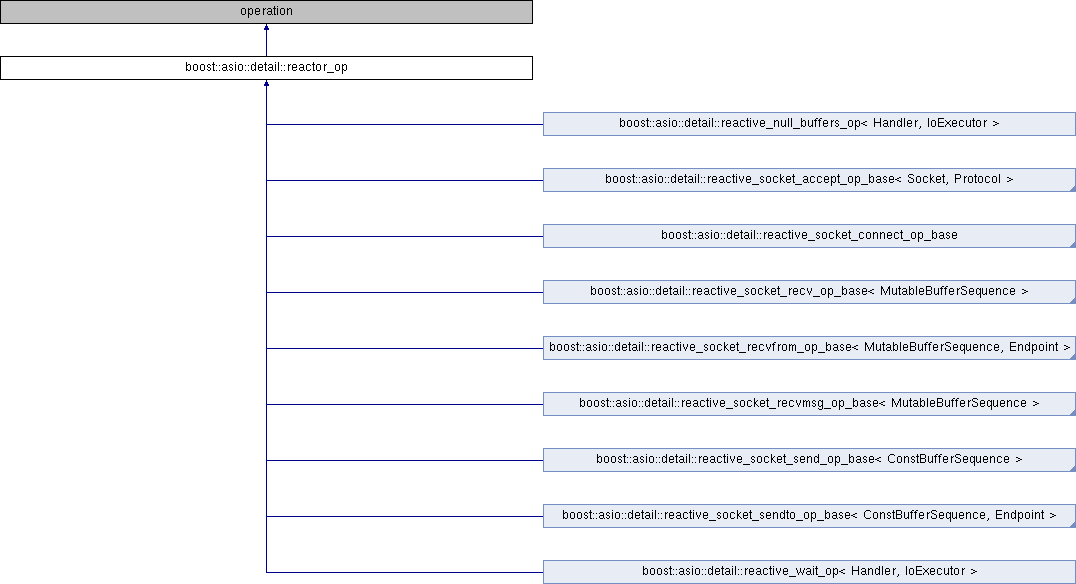 operation
boost::asio::detail::reactor_op
boost::asio::detail::reactive_null_buffers_op< Handler, IoExecutor >
boost::asio::detail::reactive_socket_accept_op_base< Socket, Protocol >
boost::asio::detail::reactive_socket_connect_op_base
boost::asio::detail::reactive_socket_recv_op_base< MutableBufferSequence >
boost::asio::detail::reactive_socket_recvfrom_op_base< MutableBufferSequence, Endpoint >
boost::asio::detail::reactive_socket_recvmsg_op_base< MutableBufferSequence >
boost::asio::detail::reactive_socket_send_op_base< ConstBufferSequence >
boost::asio::detail::reactive_socket_sendto_op_base< ConstBufferSequence, Endpoint >
boost::asio::detail::reactive_wait_op< Handler, IoExecutor >